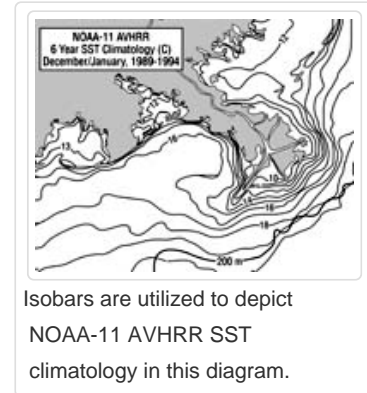 NOAA-11 AVHRR
6 Year SST Climatology (C)
December/January, 1989-1994
12
13
16
10
14
16
18
200 m
Isobars are utilized to depict
NOAA-11 AVHRR SST
climatology in this diagram.